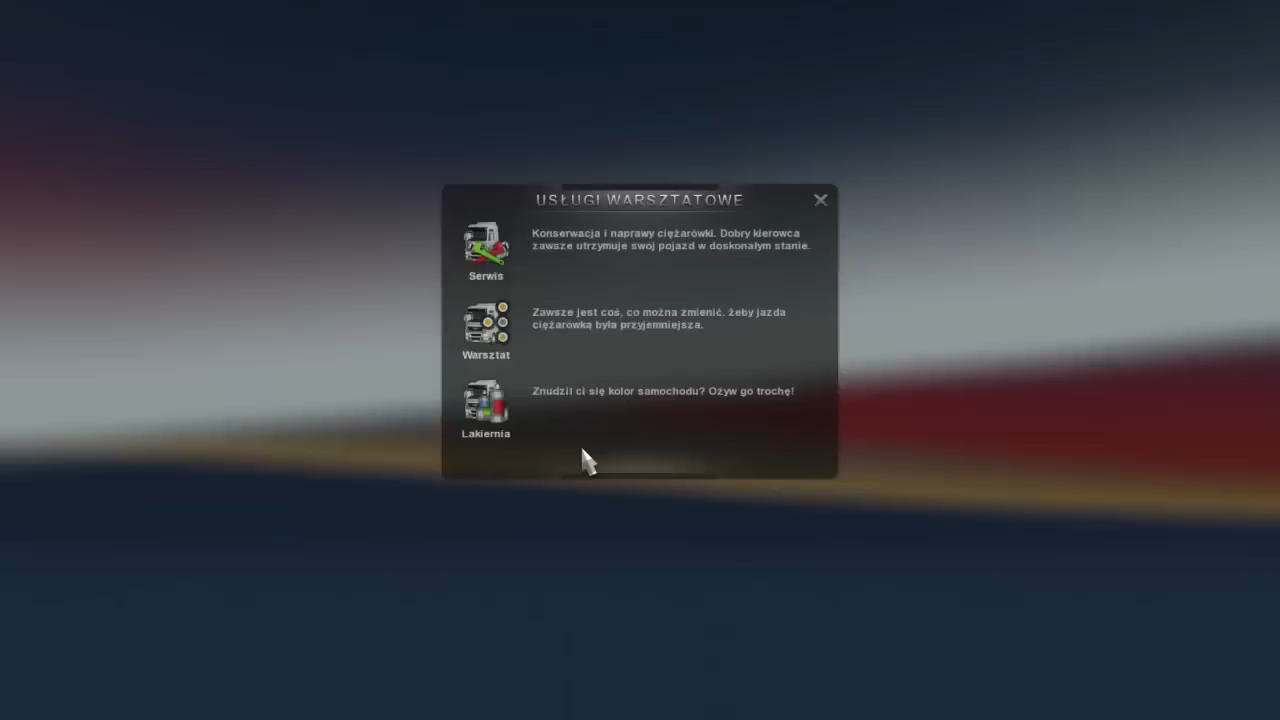 USŁUGI WARSZTATOWE
Konserwacja i naprawy ciężarówki. Dobry kierowca
zawsze utrzymuje swój pojazd w doskonałym stanie.
Serwis
Zawsze jest coś, co można zmienić, żeby jazda
ciężarówką była przyjemniejsza.
Warsztat
Znudził ci się kolor samochodu? Ożyw go trochę!
Lakiernia